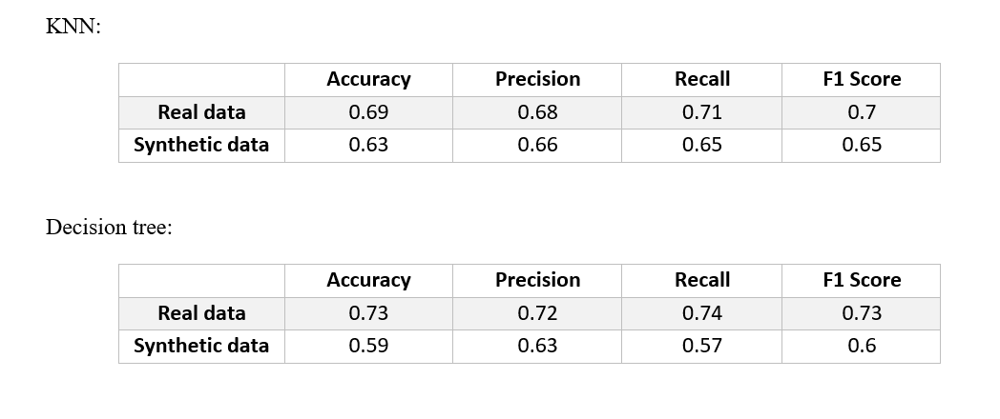 KNN:
Accuracy Precision Recall F1 Score
Real data 0.69 0.68 0.71 0.7
Synthetic data 0.63 0.66 0.65 0.65
Decision tree:
Accuracy Precision Recall F1 Score
Real data 0.73 0.72 0.74 0.73
Synthetic data 0.59 0.63 0.57 0.6